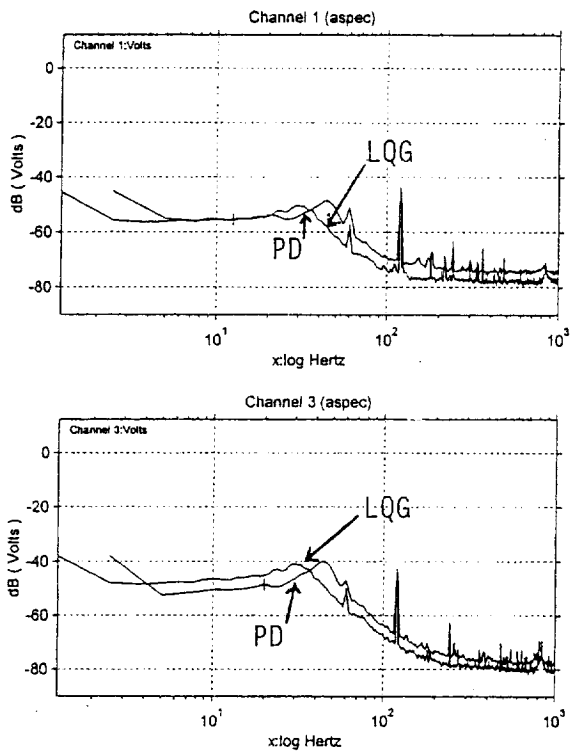 Channel 1 (aspec)
Channel 1:Volts
0
-20
-40
-60
-80
dB ( Volts )
LQG
PD
10^1
10^2
10^3
x:log Hertz
Channel 3 (aspec)
Channel 3:Volts
0
-20
-40
-60
-80
dB ( Volts )
LQG
PD
10^1
10^2
10^3
x:log Hertz